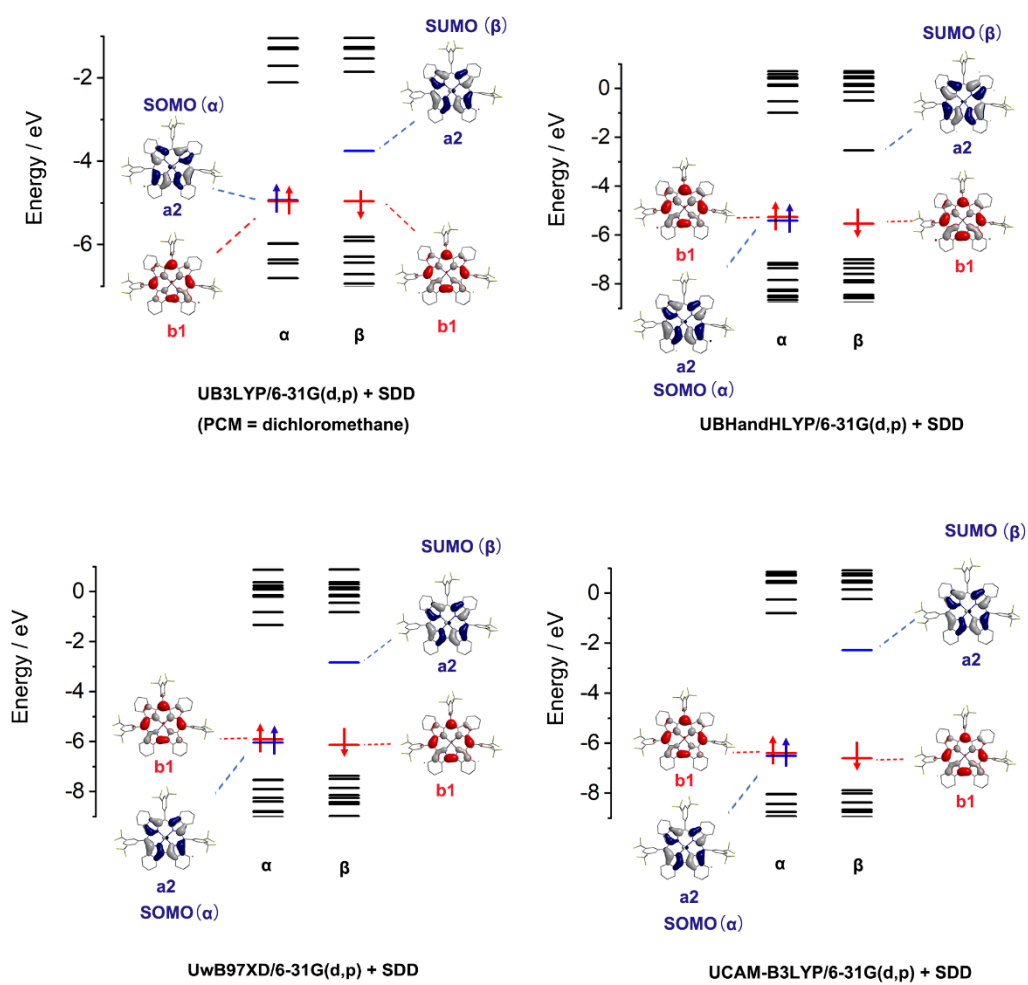 SUMO (β)
a2
SOMO (α)
a2
b1
b1
Energy / eV
-2
-4
-6
α
β
UB3LYP/6-31G(d,p) + SDD
(PCM = dichloromethane)
SUMO (β)
a2
Energy / eV
0
-2
-4
-6
-8
b1
b1
a2
SOMO (α)
α
β
UBHandHLYP/6-31G(d,p) + SDD
SUMO (β)
a2
Energy / eV
0
-2
-4
-6
-8
b1
b1
a2
SOMO (α)
α
β
UwB97XD/6-31G(d,p) + SDD
SUMO (β)
a2
Energy / eV
0
-2
-4
-6
-8
b1
b1
a2
SOMO (α)
α
β
UCAM-B3LYP/6-31G(d,p) + SDD